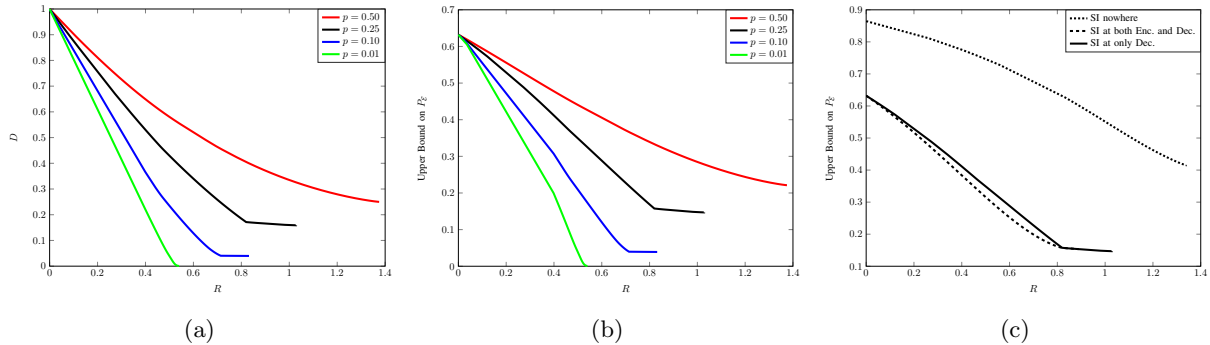 1
0.9
0.8
0.7
0.6
0.5
0.4
0.3
0.2
0.1
0
D
0
0.2
0.4
0.6
0.8
1
1.2
1.4
R
p = 0.50
p = 0.25
p = 0.10
p = 0.01
(a)
0.7
0.6
0.5
0.4
0.3
0.2
0.1
0
Upper Bound on P_ℰ
0
0.2
0.4
0.6
0.8
1
1.2
1.4
R
p = 0.50
p = 0.25
p = 0.10
p = 0.01
(b)
0.9
0.8
0.7
0.6
0.5
0.4
0.3
0.2
0.1
Upper Bound on P_ℰ
0
0.2
0.4
0.6
0.8
1
1.2
1.4
R
SI nowhere
SI at both Enc. and Dec.
SI at only Dec.
(c)